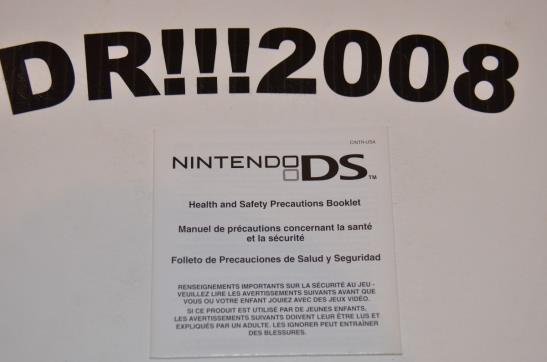 DR!!!2008
C/NTR-USA
NINTENDO DS TM
Health and Safety Precautions Booklet
Manuel de précautions concernant la santé
et la sécurité
Folleto de Precauciones de Salud y Seguridad
RENSEIGNEMENTS IMPORTANTS SUR LA SÉCURITÉ AU JEU -
VEUILLEZ LIRE LES AVERTISSEMENTS SUIVANTS AVANT QUE
VOUS OU VOTRE ENFANT JOUIEZ AVEC DES JEUX VIDÉO.
SI CE PRODUIT EST UTILISÉ PAR DE JEUNES ENFANTS,
LES AVERTISSEMENTS SUIVANTS DOIVENT LEUR ÊTRE LUS ET
EXPLIQUÉS PAR UN ADULTE. LES IGNORER PEUT ENTRAÎNER
DES BLESSURES.